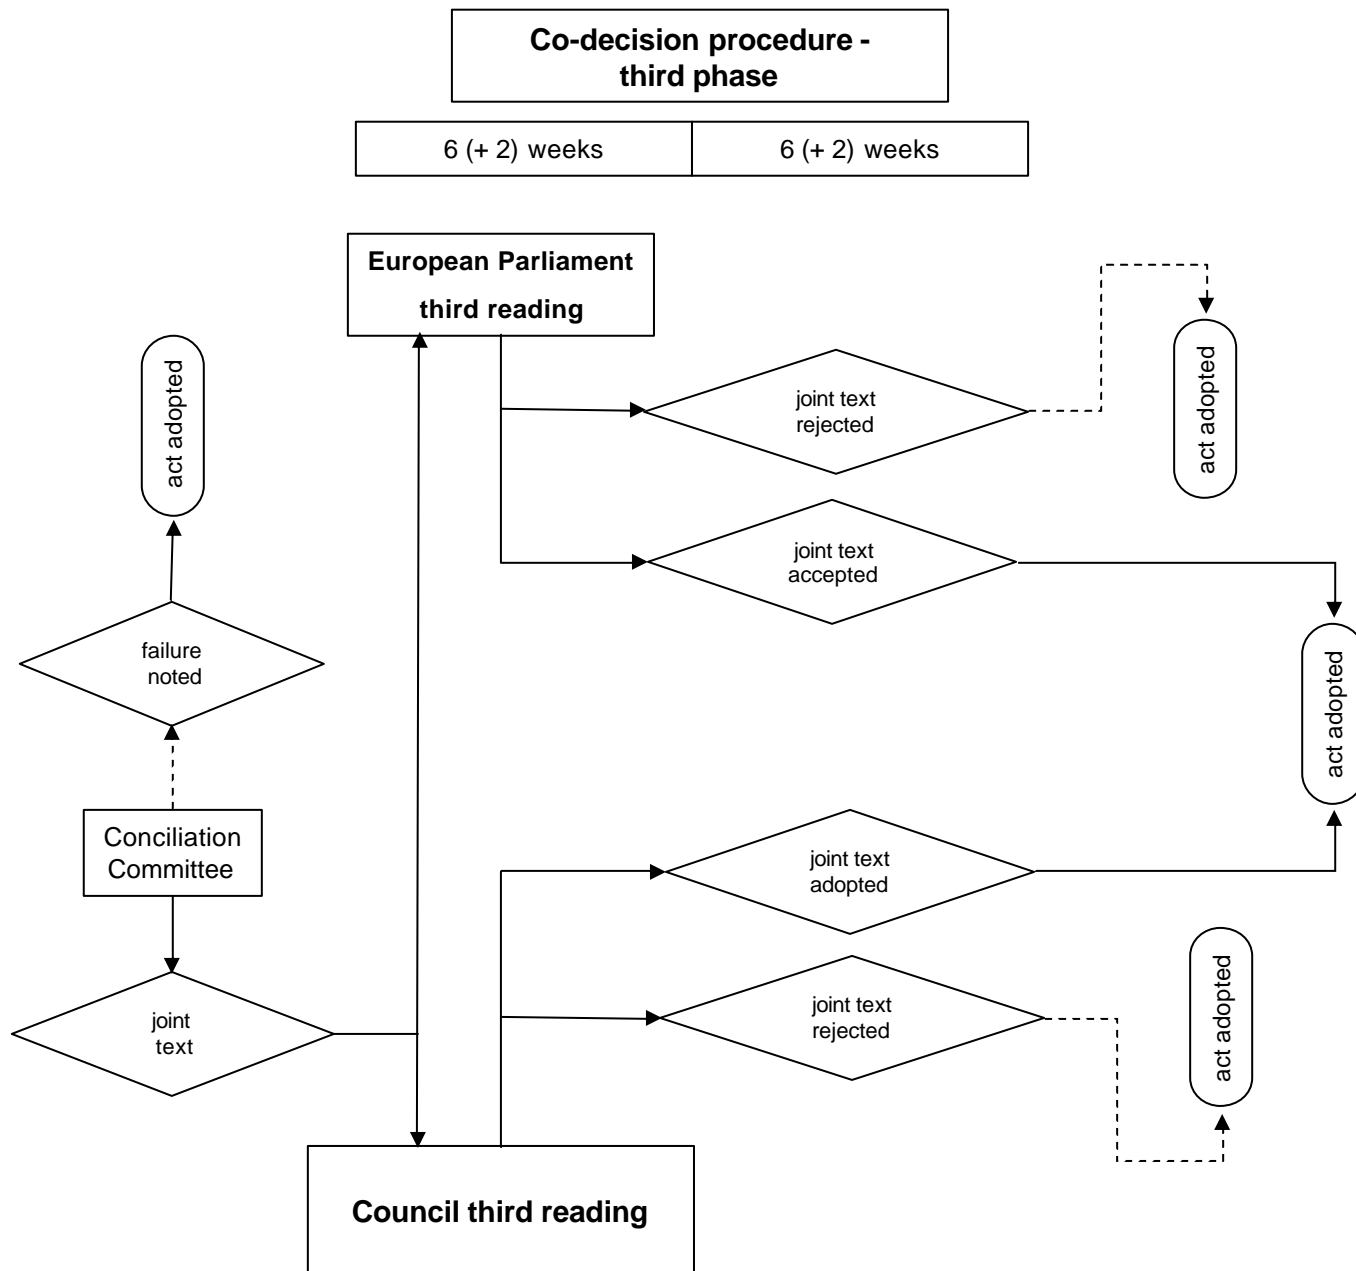 Co-decision procedure -
third phase
6 (+ 2) weeks
6 (+ 2) weeks
European Parliament
third reading
act adopted
joint text
rejected
act adopted
joint text
accepted
failure
noted
act adopted
Conciliation
Committee
joint text
adopted
joint text
rejected
act adopted
joint
text
Council third reading